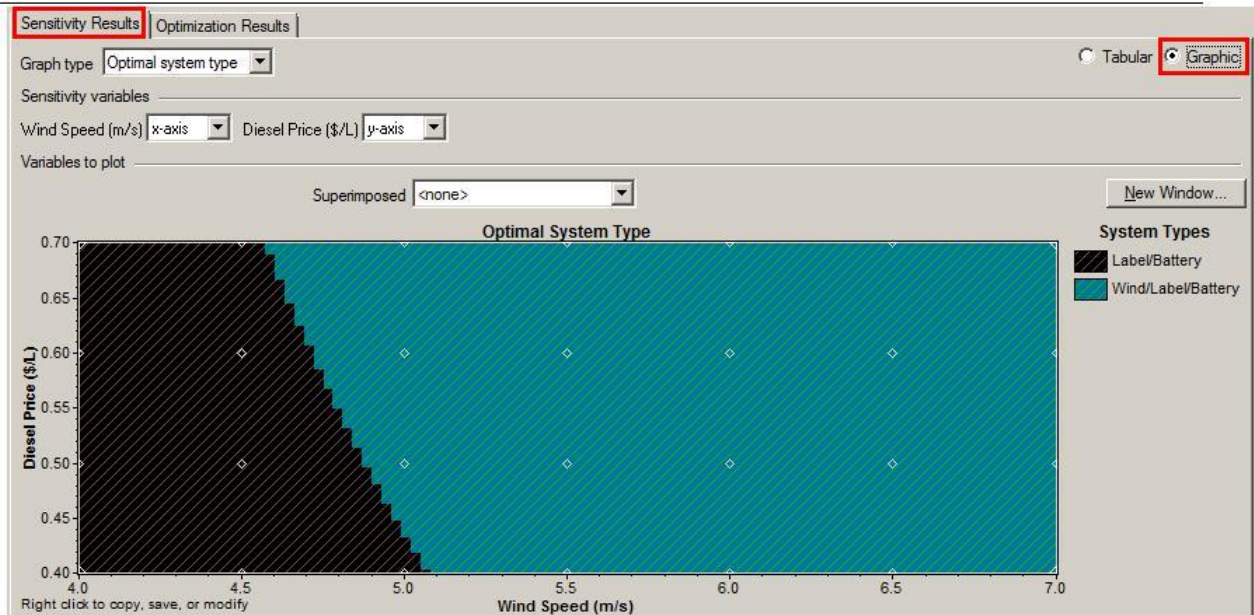 Sensitivity Results Optimization Results
Graph type Optimal system type Tabular Graphic
Sensitivity variables
Wind Speed (m/s) x-axis Diesel Price ($/L) y-axis
Variables to plot
Superimposed <none> New Window...
Optimal System Type System Types
Label/Battery
Wind/Label/Battery
Diesel Price ($/L)
0.70
0.65
0.60
0.55
0.50
0.45
0.40
4.0 4.5 5.0 5.5 6.0 6.5 7.0
Right click to copy, save, or modify Wind Speed (m/s)